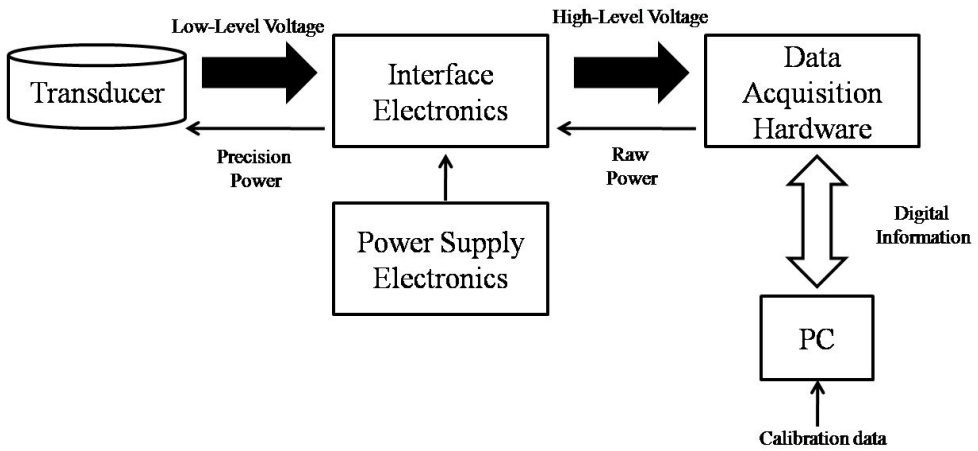 Low-Level Voltage
High-Level Voltage
Transducer
Interface
Electronics
Data
Acquisition
Hardware
Precision
Power
Raw
Power
Power Supply
Electronics
Digital
Information
PC
Calibration data